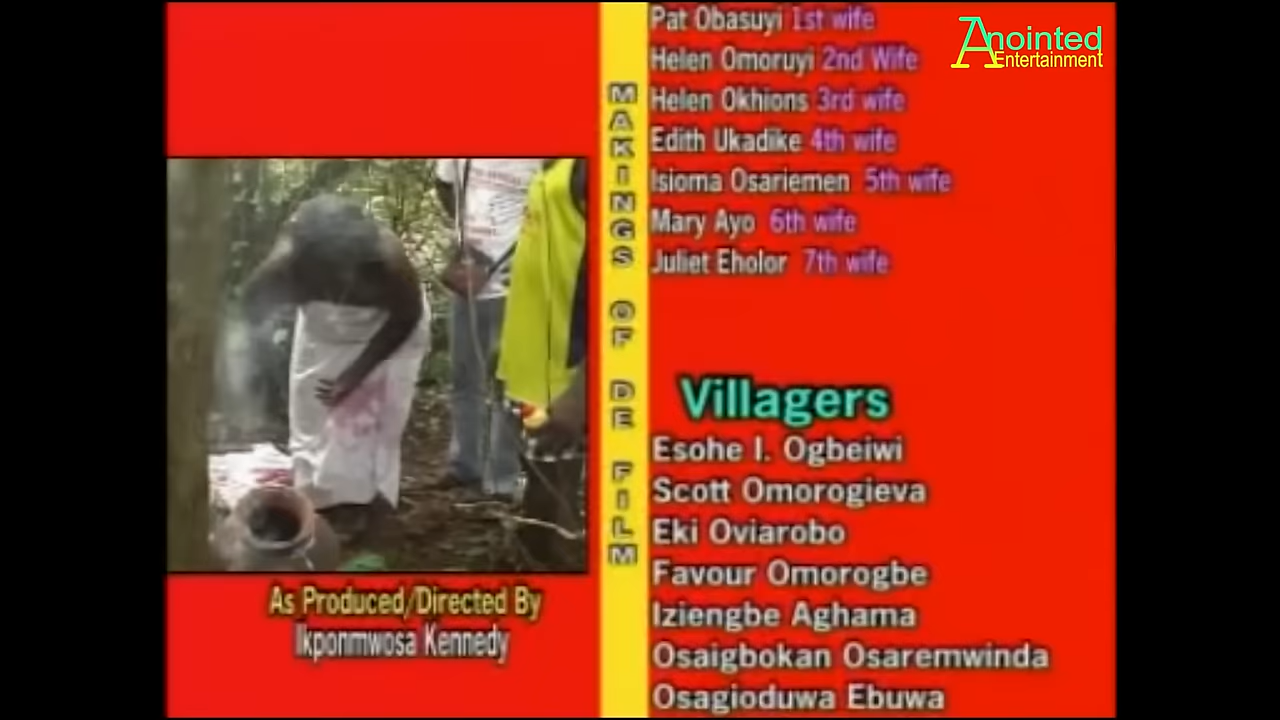 Pat Obasuyi 1st wife
Helen Omoruyi 2nd Wife
Helen Okhions 3rd wife
Edith Ukadike 4th wife
Isioma Osariemen 5th wife
Mary Ayo 6th wife
Juliet Eholor 7th wife
Villagers
Esohe I. Ogbeiwi
Scott Omorogieva
Eki Oviarobo
Favour Omorogbe
Iziengbe Aghama
Osaigbokan Osaremwinda
Osagioduwa Ebuwa
MAKINGS OF DE FILM
As Produced/Directed By
Ikponmwosa Kennedy
Anointed
Entertainment